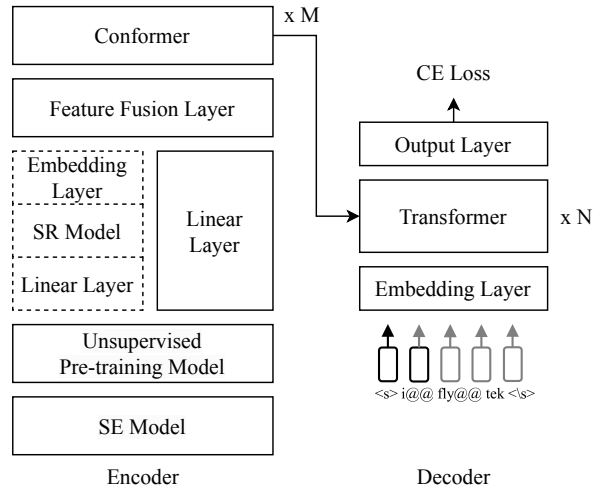 Conformer
x M
Feature Fusion Layer
Embedding
Layer
SR Model
Linear Layer
Linear
Layer
Unsupervised
Pre-training Model
SE Model
Encoder
CE Loss
Output Layer
Transformer
x N
Embedding Layer
<s> i@@ fly@@ tek <\s>
Decoder